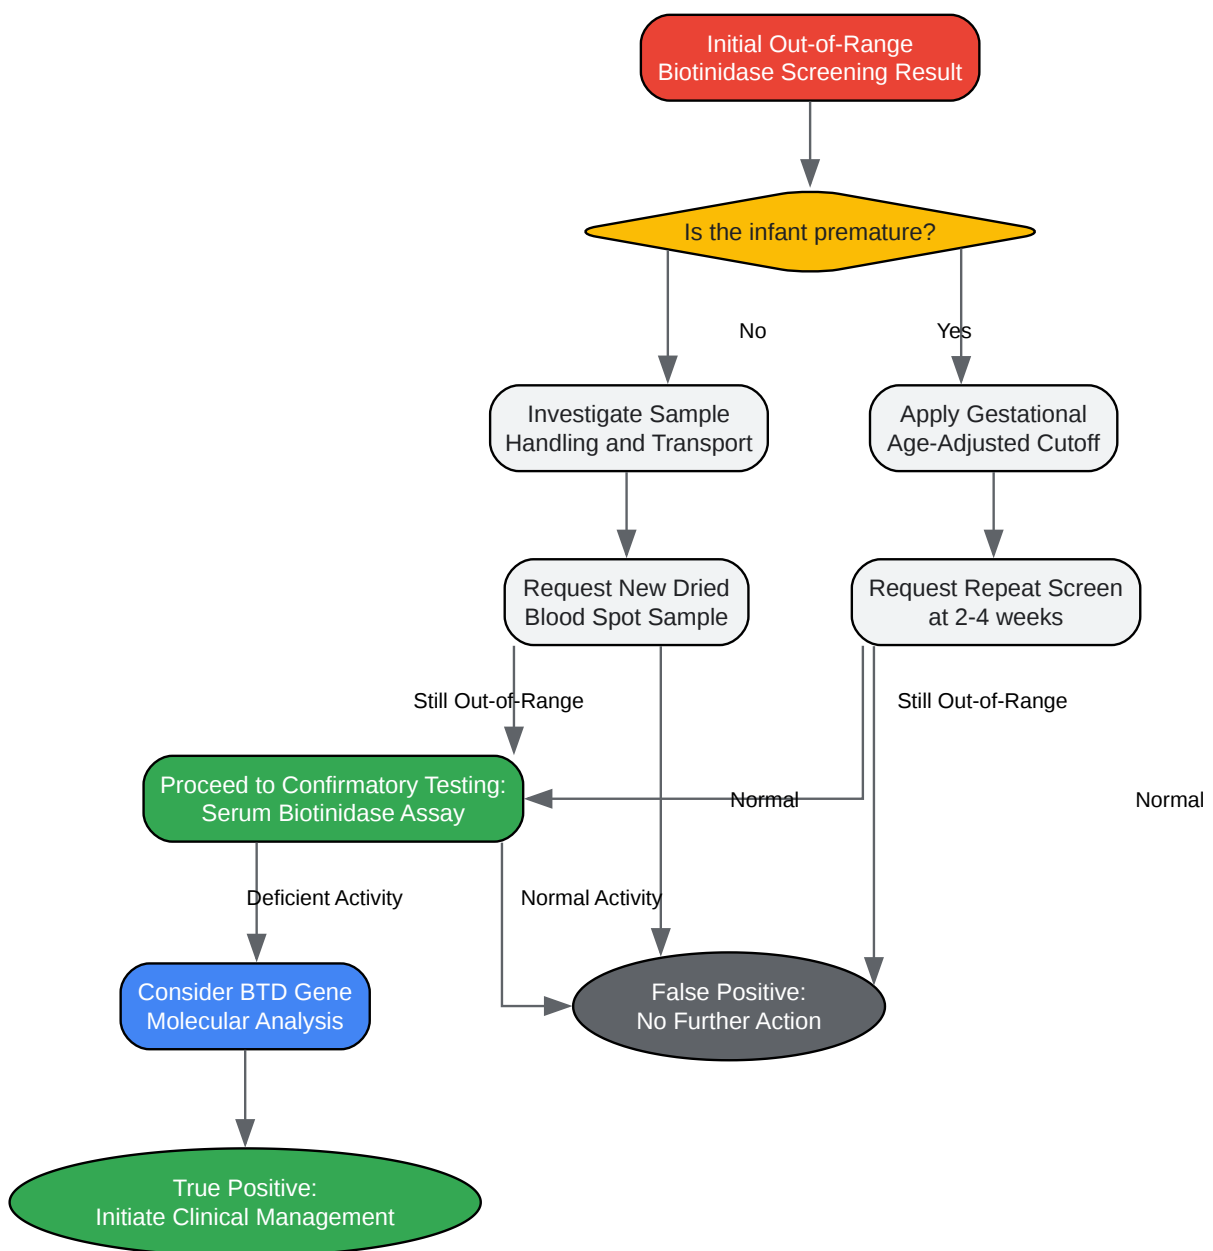 Initial Out-of-Range
Biotinidase Screening Result
Is the infant premature?
No
Yes
Investigate Sample
Handling and Transport
Apply Gestational
Age-Adjusted Cutoff
Request New Dried
Blood Spot Sample
Request Repeat Screen
at 2-4 weeks
Still Out-of-Range
Still Out-of-Range
Proceed to Confirmatory Testing:
Serum Biotinidase Assay
Normal
Normal
Deficient Activity
Normal Activity
Consider BTD Gene
Molecular Analysis
False Positive:
No Further Action
True Positive:
Initiate Clinical Management